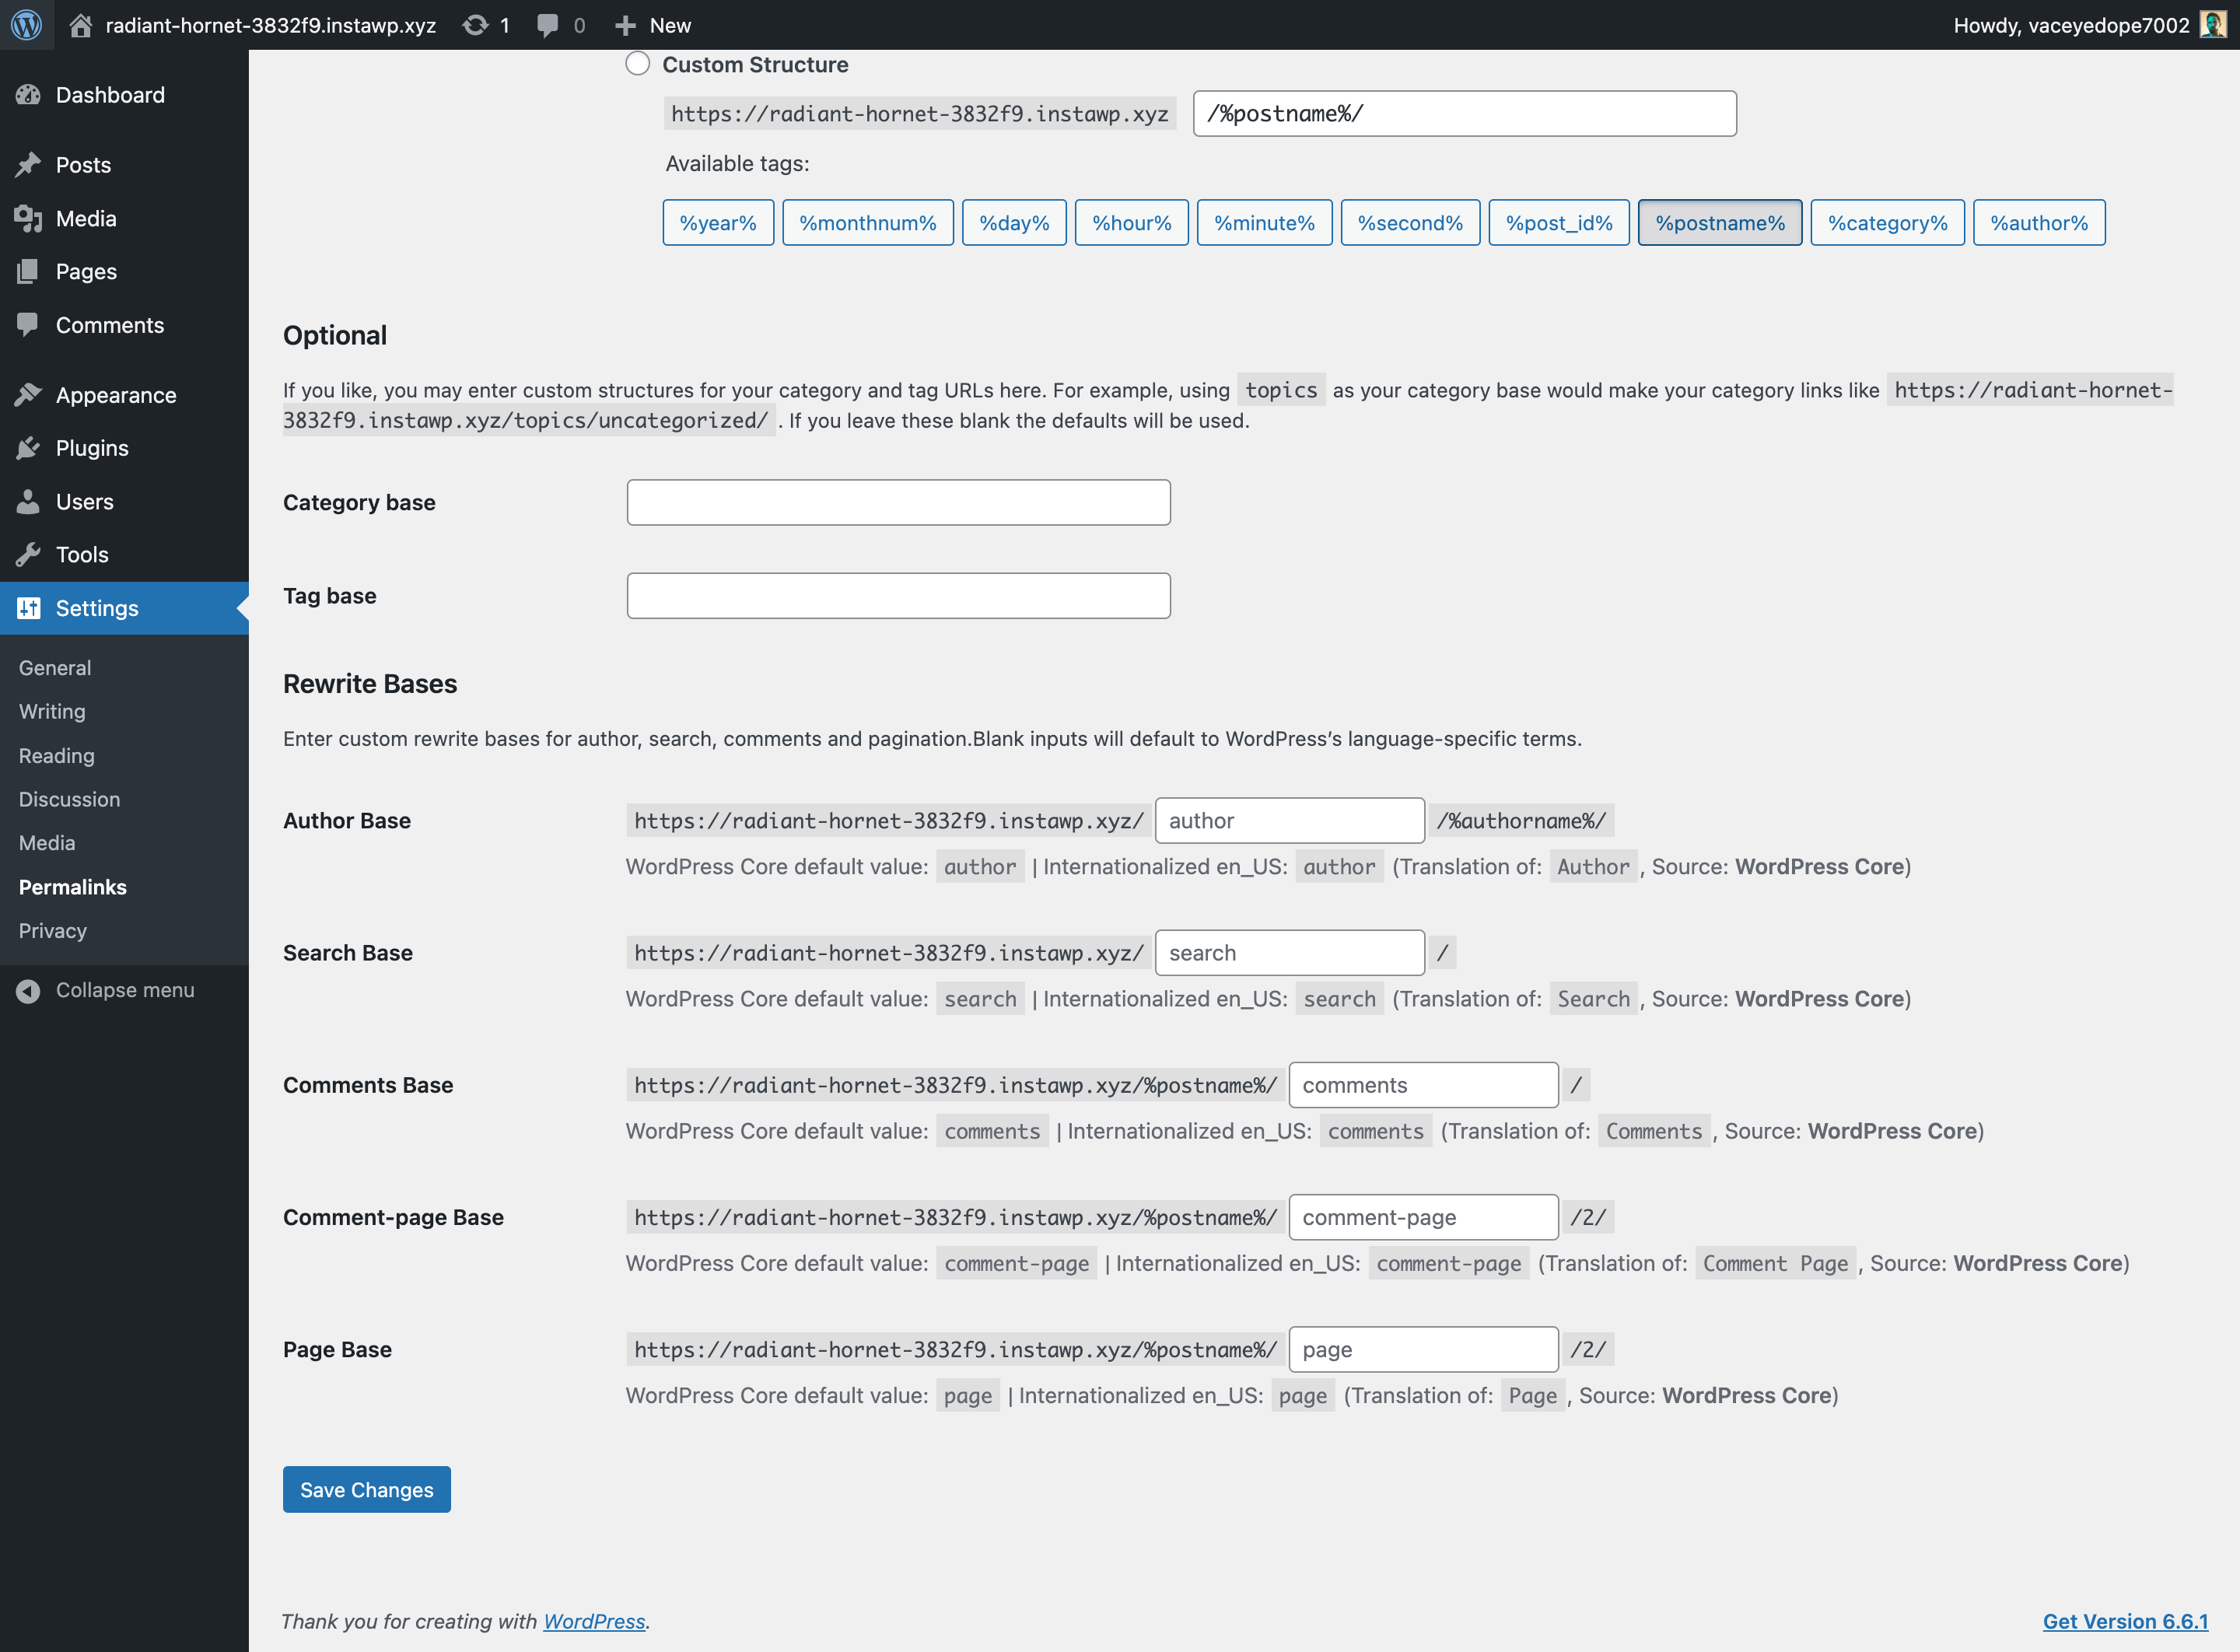 radiant-hornet-3832f9.instawp.xyz 1 0 New Howdy, vaceyedope7002
Dashboard
Posts
Media
Pages
Comments
Appearance
Plugins
Users
Tools
Settings
General
Writing
Reading
Discussion
Media
Permalinks
Privacy
Collapse menu
Custom Structure
https://radiant-hornet-3832f9.instawp.xyz /%postname%/
Available tags:
%year% %monthnum% %day% %hour% %minute% %second% %post_id% %postname% %category% %author%
Optional
If you like, you may enter custom structures for your category and tag URLs here. For example, using topics as your category base would make your category links like https://radiant-hornet-
3832f9.instawp.xyz/topics/uncategorized/ . If you leave these blank the defaults will be used.
Category base
Tag base
Rewrite Bases
Enter custom rewrite bases for author, search, comments and pagination.Blank inputs will default to WordPress’s language-specific terms.
Author Base https://radiant-hornet-3832f9.instawp.xyz/ author /%authorname%/
WordPress Core default value: author | Internationalized en_US: author (Translation of: Author , Source: WordPress Core)
Search Base https://radiant-hornet-3832f9.instawp.xyz/ search /
WordPress Core default value: search | Internationalized en_US: search (Translation of: Search , Source: WordPress Core)
Comments Base https://radiant-hornet-3832f9.instawp.xyz/%postname%/ comments /
WordPress Core default value: comments | Internationalized en_US: comments (Translation of: Comments , Source: WordPress Core)
Comment-page Base https://radiant-hornet-3832f9.instawp.xyz/%postname%/ comment-page /2/
WordPress Core default value: comment-page | Internationalized en_US: comment-page (Translation of: Comment Page , Source: WordPress Core)
Page Base https://radiant-hornet-3832f9.instawp.xyz/%postname%/ page /2/
WordPress Core default value: page | Internationalized en_US: page (Translation of: Page , Source: WordPress Core)
Save Changes
Thank you for creating with WordPress. Get Version 6.6.1